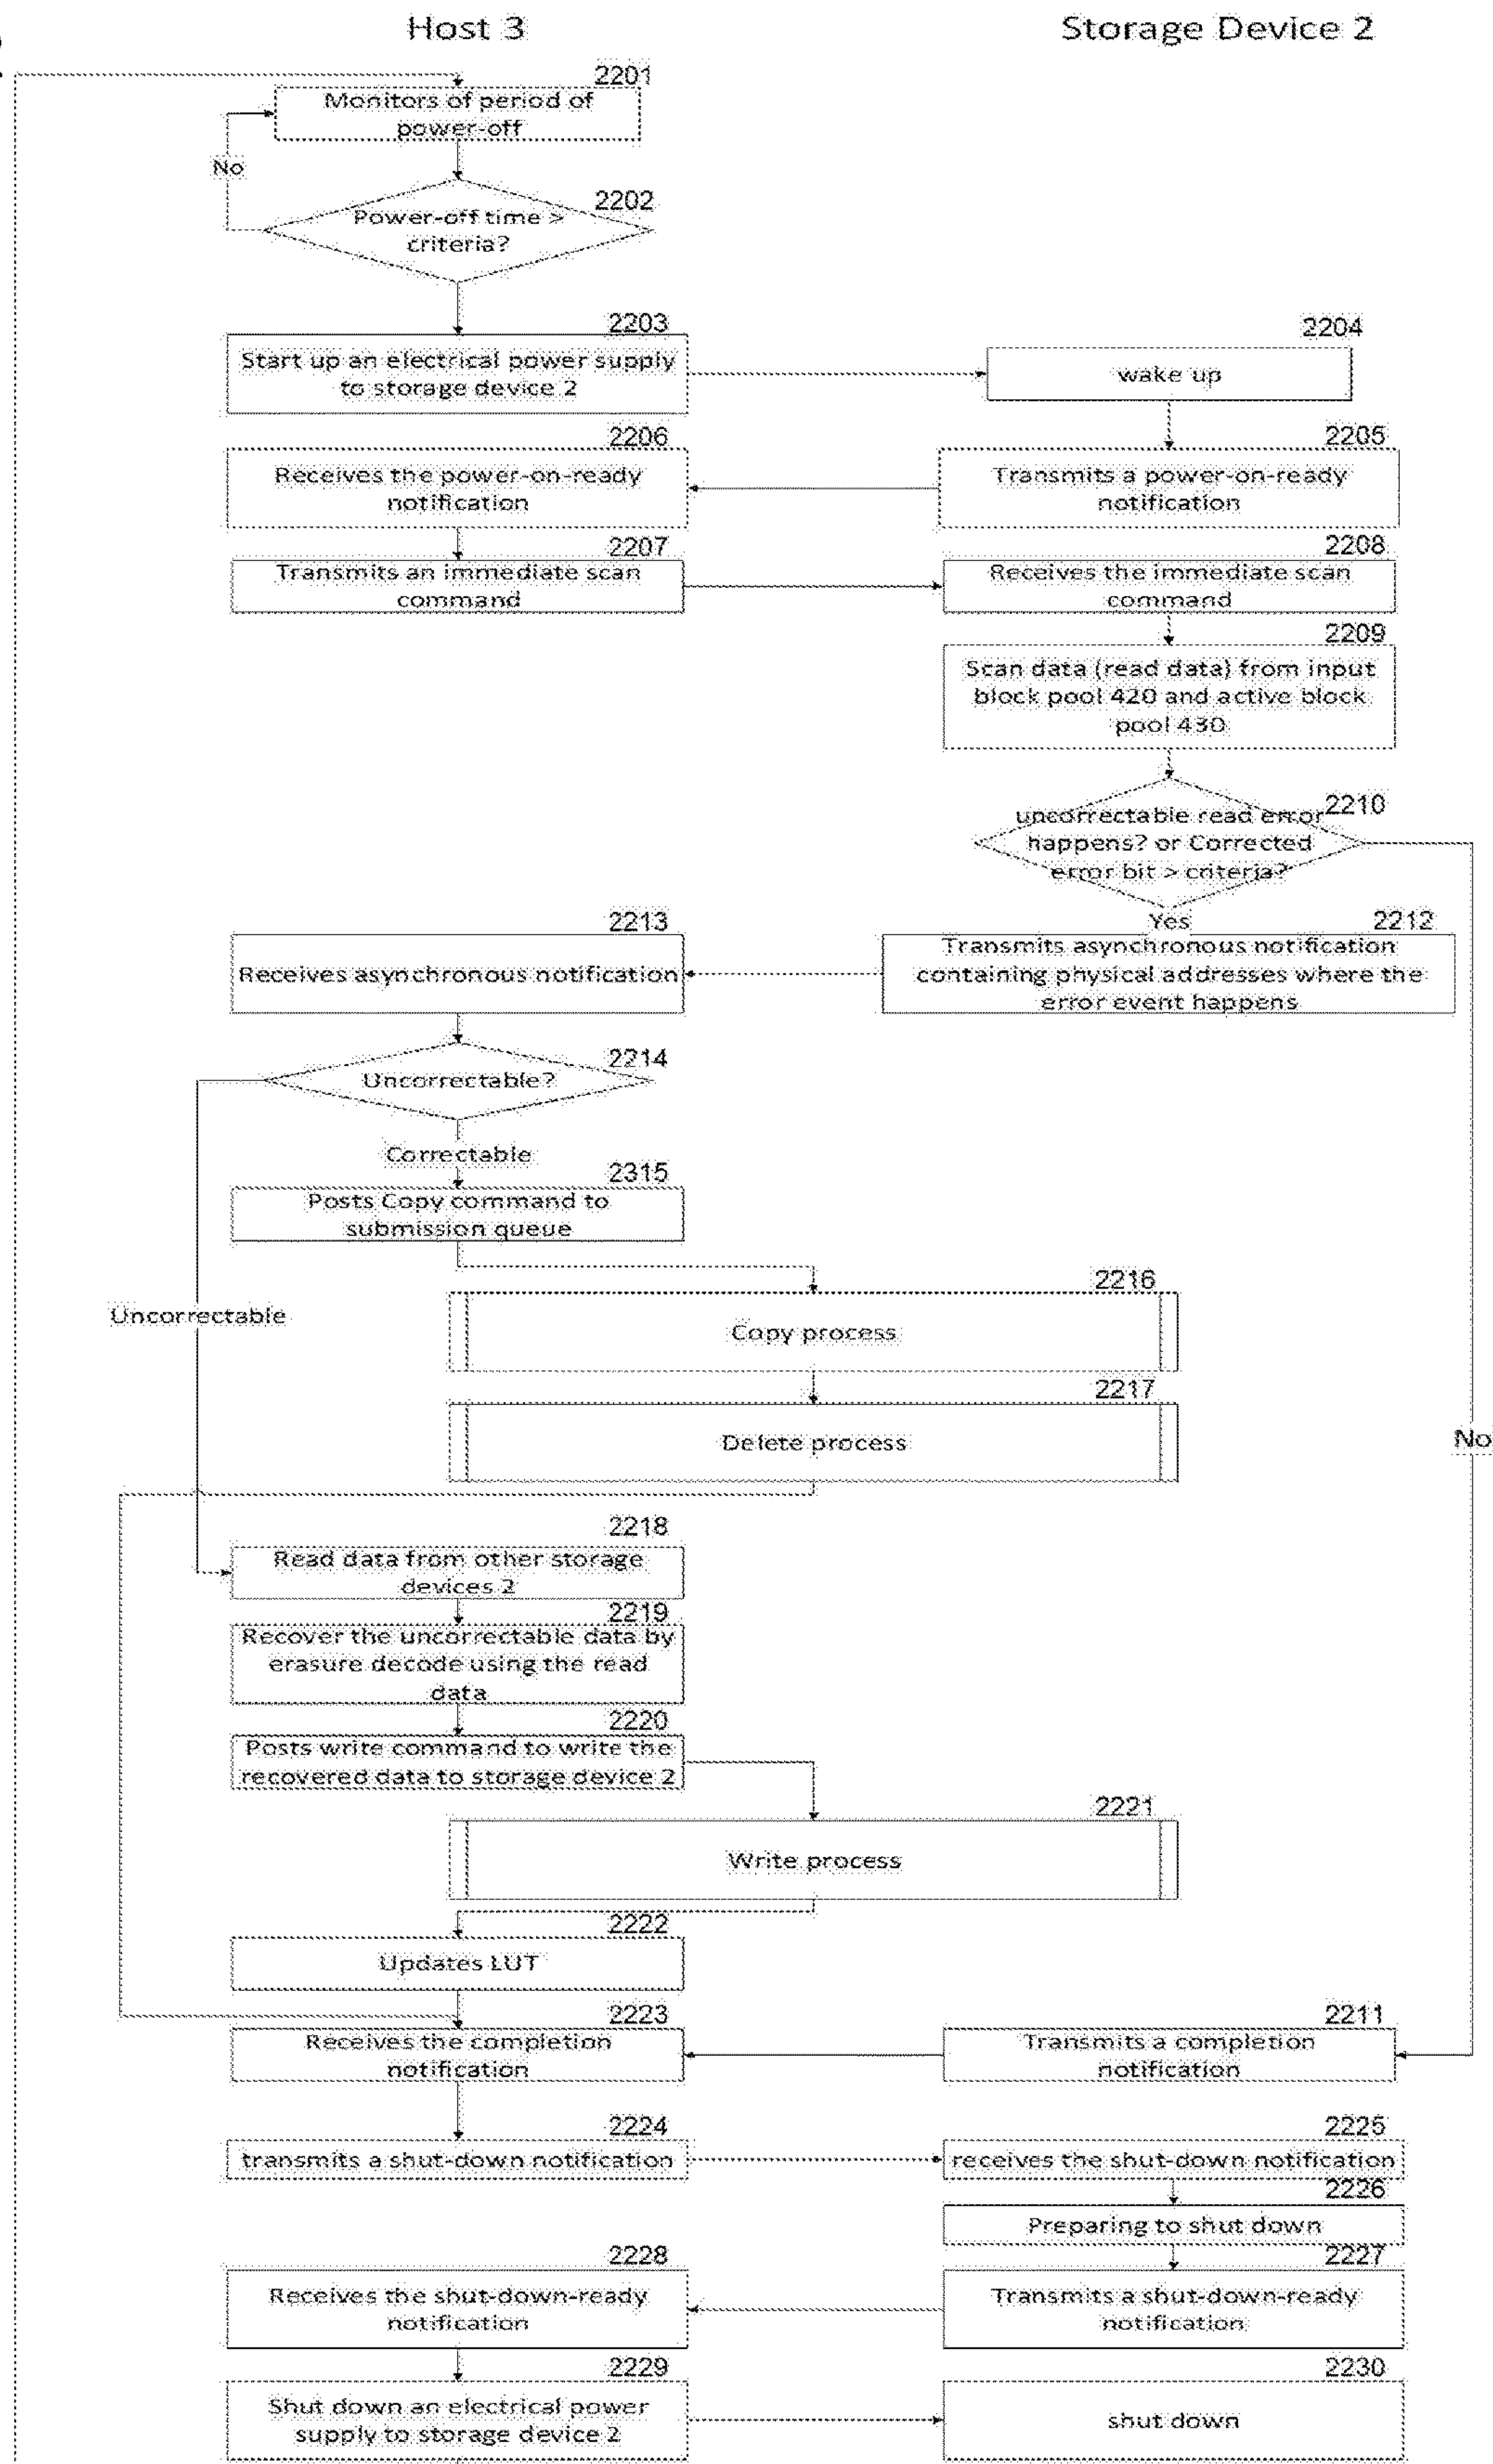 Host 3
Storage Device 2
2201
Monitors of period of
power-off
No
2202
Power-off time >
criteria?
2203
Start up an electrical power supply
to storage device 2
2204
wake up
2206
Receives the power-on-ready
notification
2205
Transmits a power-on-ready
notification
2207
Transmits an immediate scan
command
2208
Receives the immediate scan
command
2209
Scan data (read data) from input
block pool 420 and active block
pool 430
2210
uncorrectable read error
happens? or Corrected
error bit > criteria?
Yes
2213
Receives asynchronous notification
2212
Transmits asynchronous notification
containing physical addresses where the
error event happens
2214
Uncorrectable?
Correctable
2315
Posts Copy command to
submission queue
2216
Copy process
Uncorrectable
2217
Delete process
No
2218
Read data from other storage
devices 2
2219
Recover the uncorrectable data by
erasure decode using the read
data
2220
Posts write command to write the
recovered data to storage device 2
2221
Write process
2222
Updates LUT
2223
Receives the completion
notification
2211
Transmits a completion
notification
2224
transmits a shut-down notification
2225
receives the shut-down notification
2226
Preparing to shut down
2228
Receives the shut-down-ready
notification
2227
Transmits a shut-down-ready
notification
2229
Shut down an electrical power
supply to storage device 2
2230
shut down